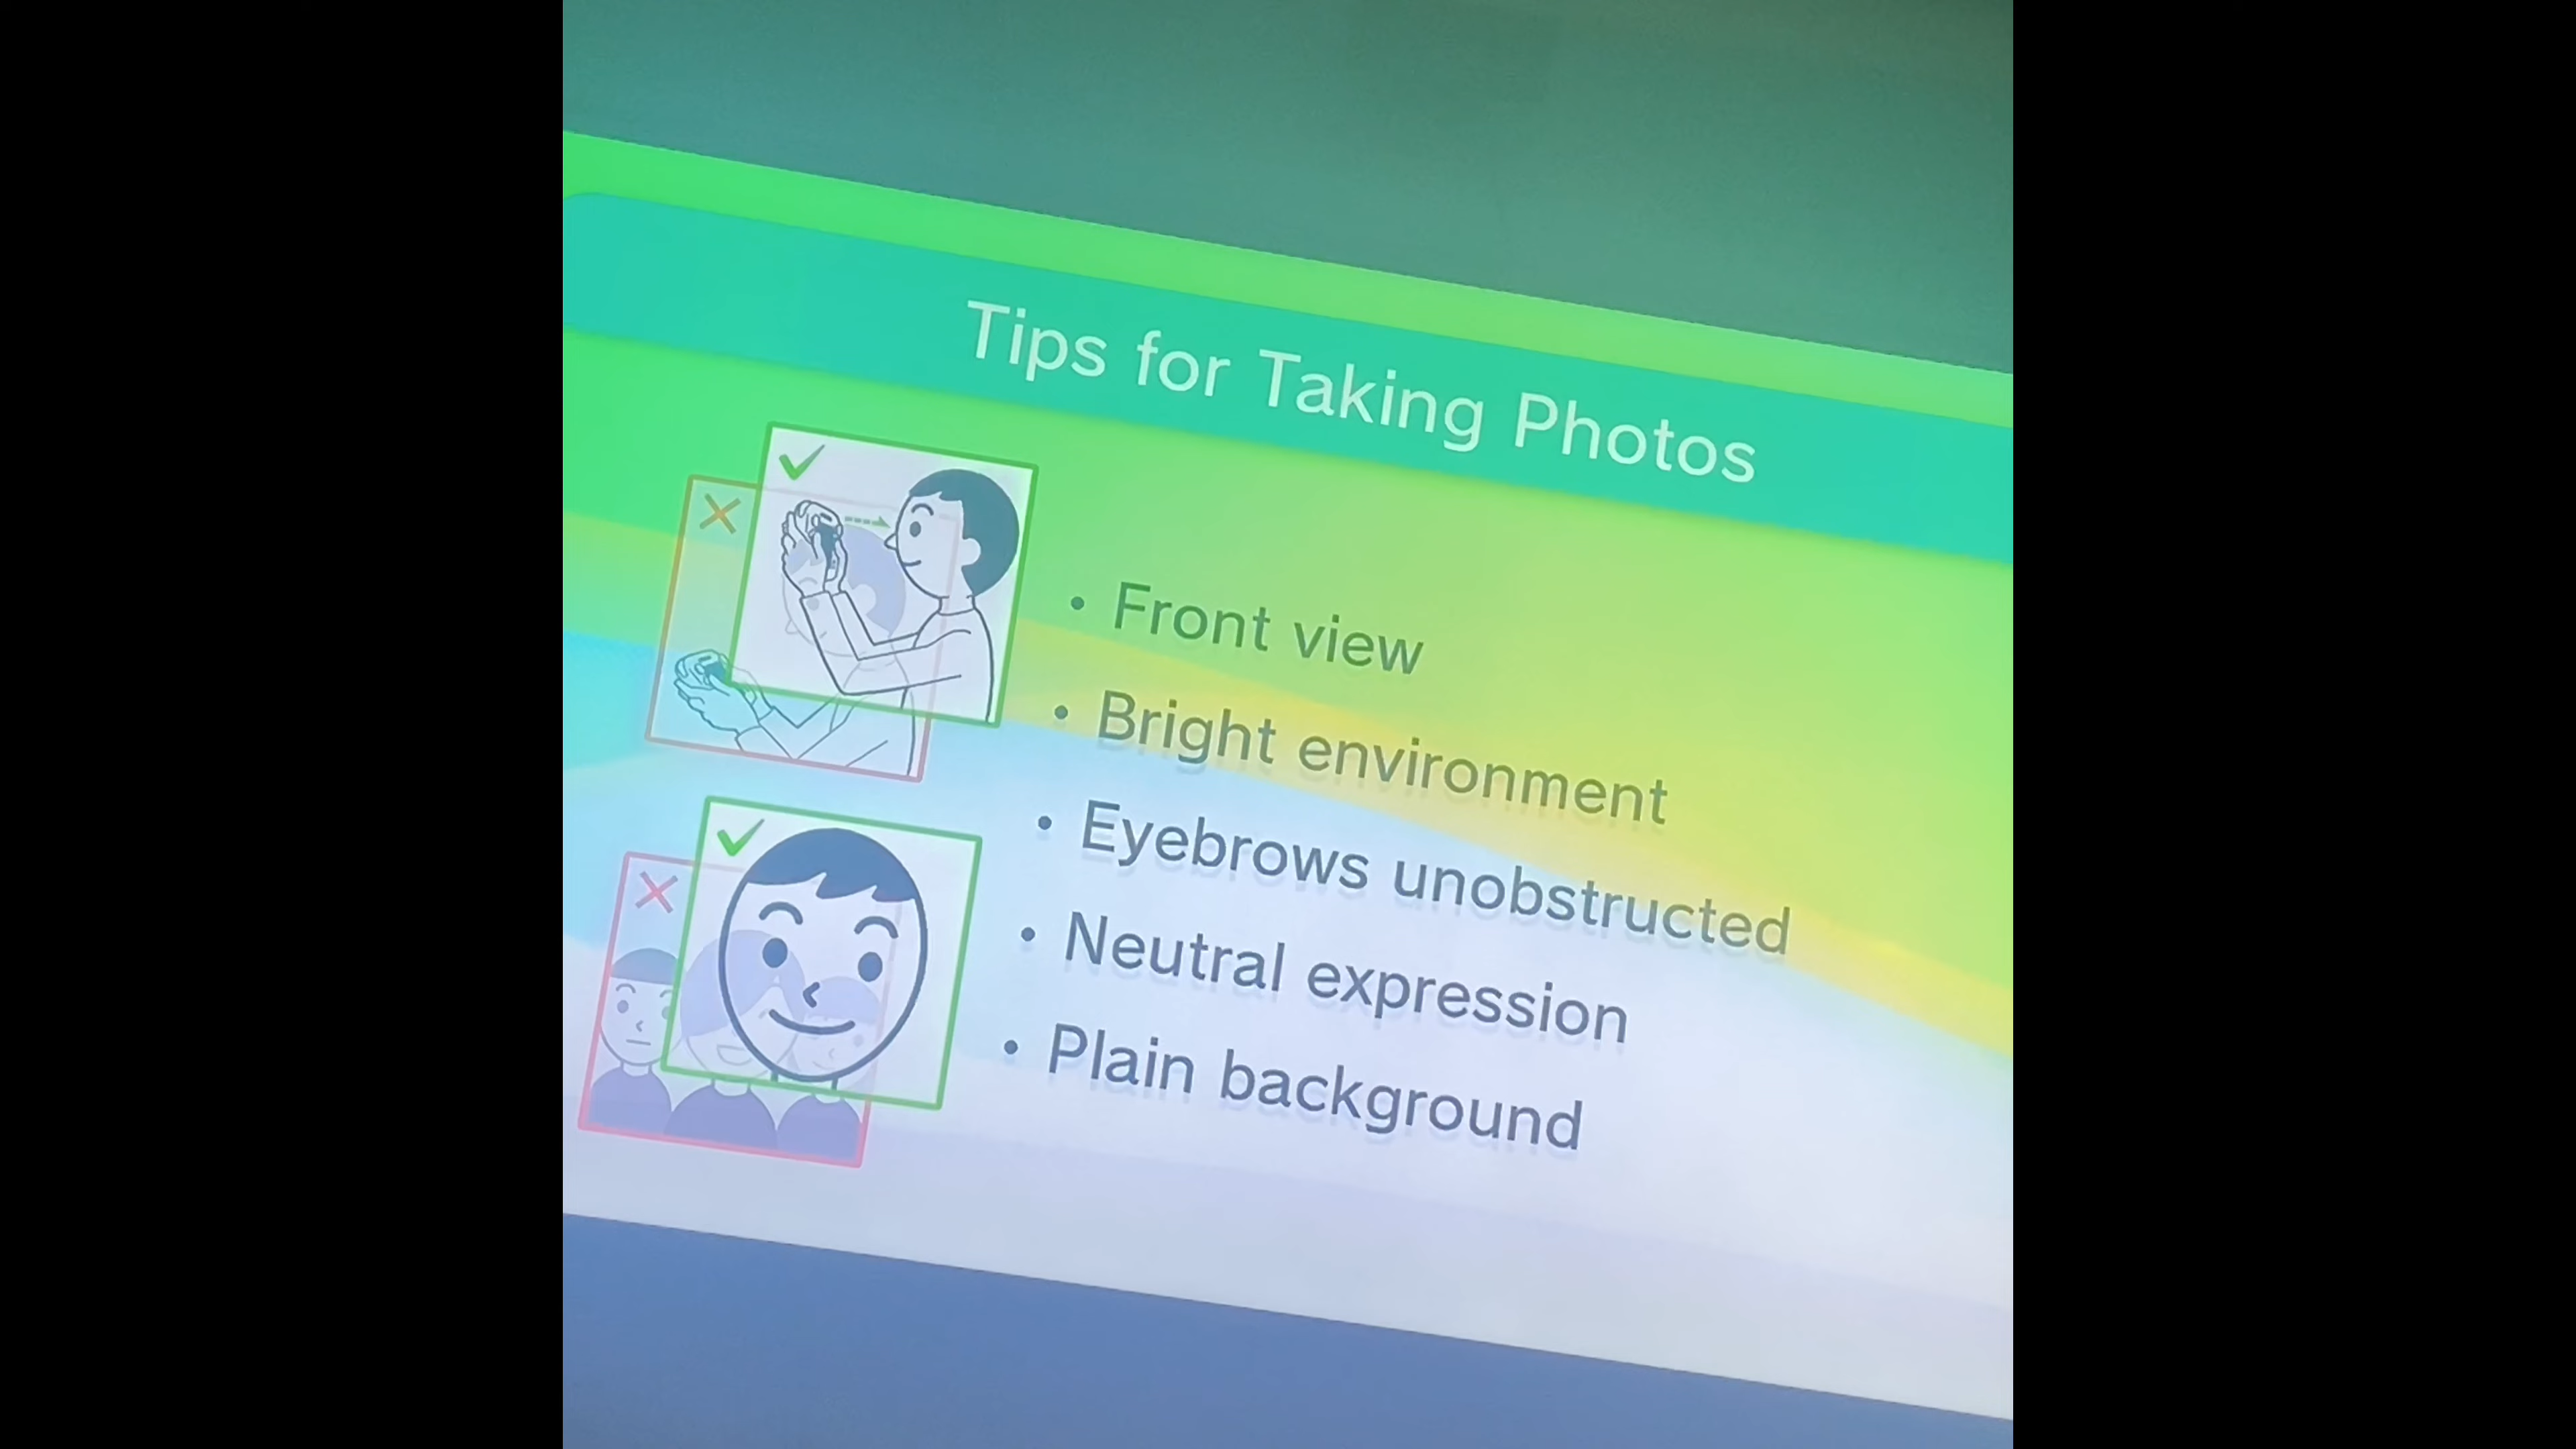 Tips for Taking Photos
• Front view
• Bright environment
• Eyebrows unobstructed
• Neutral expression
• Plain background